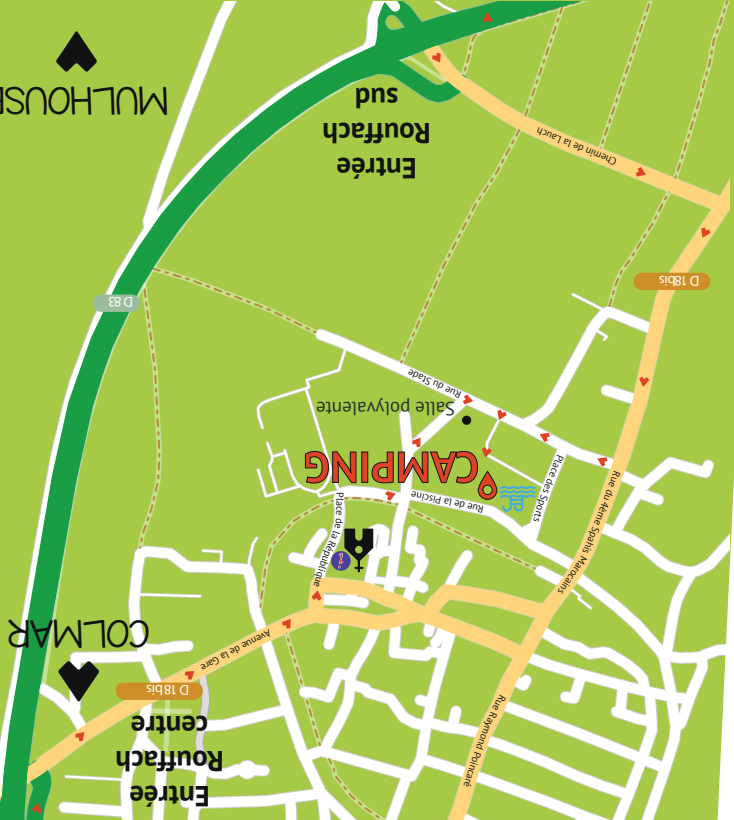 Entrée
Rouffach
centre
Rue Raymond Poincaré
D 18bis
Avenue de la Gare
COLMAR
Place de la République
i
Rue du 4ème Spanis Marocains
Place des Sports
Rue de la Piscine
CAMPING
Salle polyvalente
Rue du Stade
D 83
D 18bis
Entrée
Rouffach
sud
Chemin de la Lauch
MULHOUSE